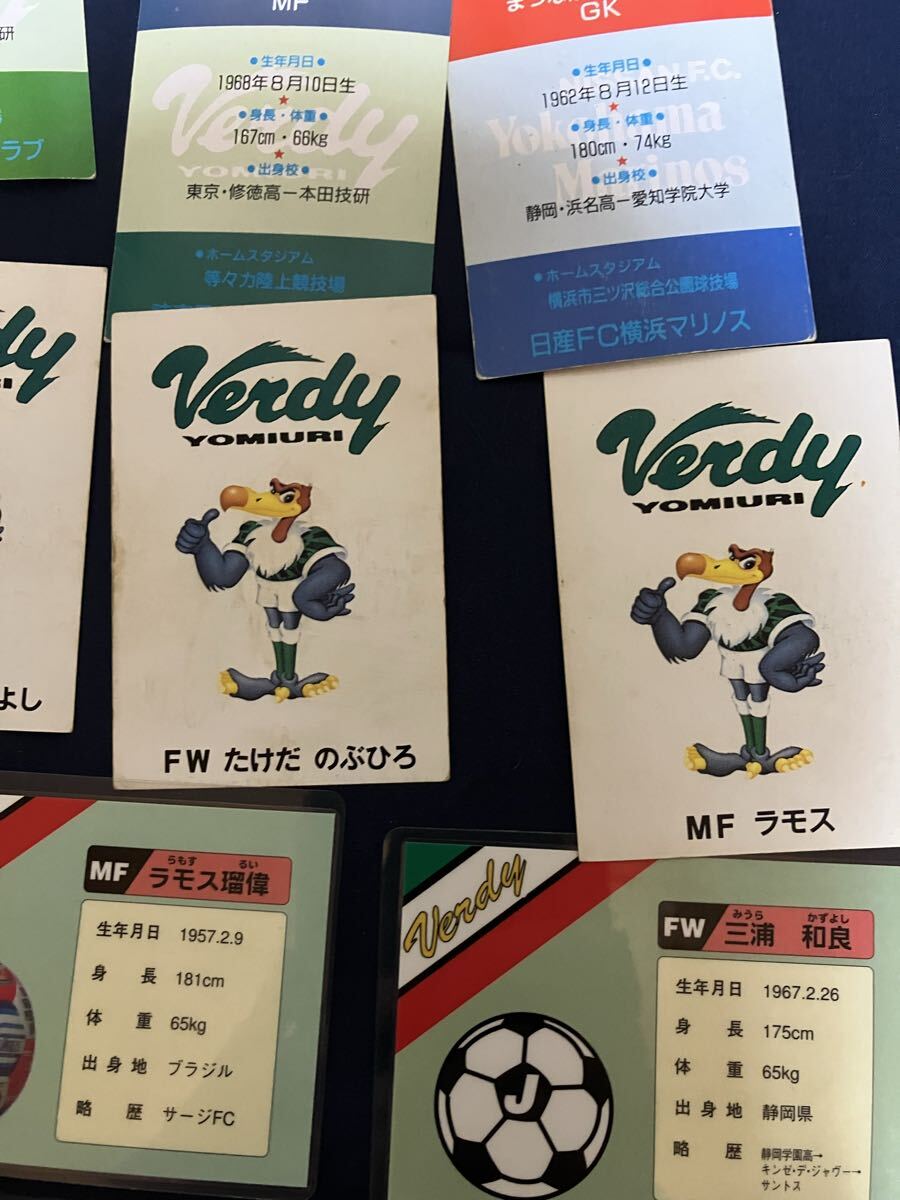 研
ラブ
MF
●生年月日●
1968年8月10日生
★
●身長・体重●
167cm・66kg
★
●出身校●
東京・修徳高ー本田技研
Verdy
YOMIURI
●ホームスタジアム
等々力陸上競技場
GK
●生年月日●
1962年8月12日生
★
●身長・体重●
180cm・74kg
★
●出身校●
静岡・浜名高ー愛知学院大学
NISSAN F.C.
Yokohama
Marinos
●ホームスタジアム
横浜市三ツ沢総合公園球技場
日産FC横浜マリノス
dy
よし
Verdy
YOMIURI
FW たけだ のぶひろ
Verdy
YOMIURI
MF ラモス
MF
らもす るい
ラモス瑠偉
生年月日 1957.2.9
身長 181cm
体重 65kg
出身地 ブラジル
略歴 サージFC
Verdy
J
FW
みうら かずよし
三浦 和良
生年月日 1967.2.26
身長 175cm
体重 65kg
出身地 静岡県
略歴 静岡学園高→
キンゼ・デ・ジャヴー→
サントス